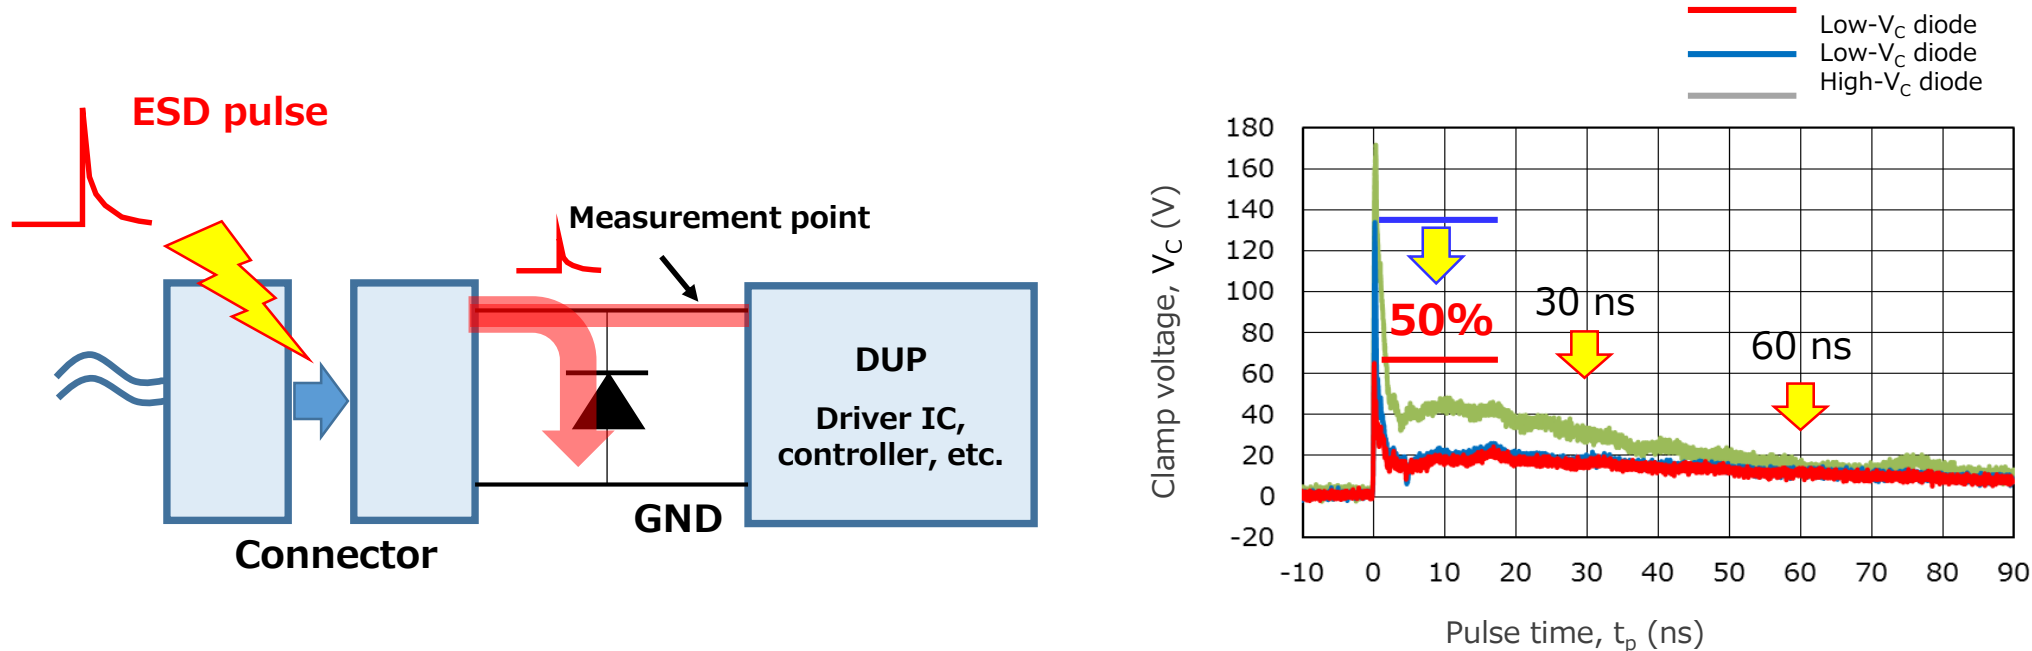 ESD pulse
Measurement point
DUP
Driver IC,
controller, etc.
GND
Connector
Low-VC diode
Low-VC diode
High-VC diode
Clamp voltage, VC (V)
180
160
140
120
100
80
60
40
20
0
-20
50%
30 ns
60 ns
-10 0 10 20 30 40 50 60 70 80 90
Pulse time, tp (ns)